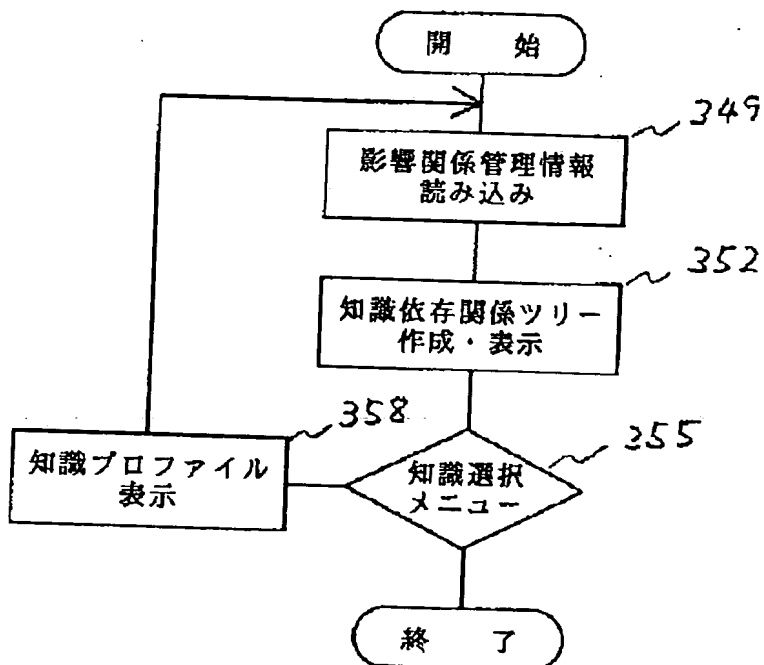 開 始
349
影響関係管理情報
読み込み
352
知識依存関係ツリー
作成・表示
358
355
知識プロファイル
表示
知識選択
メニュー
終 了